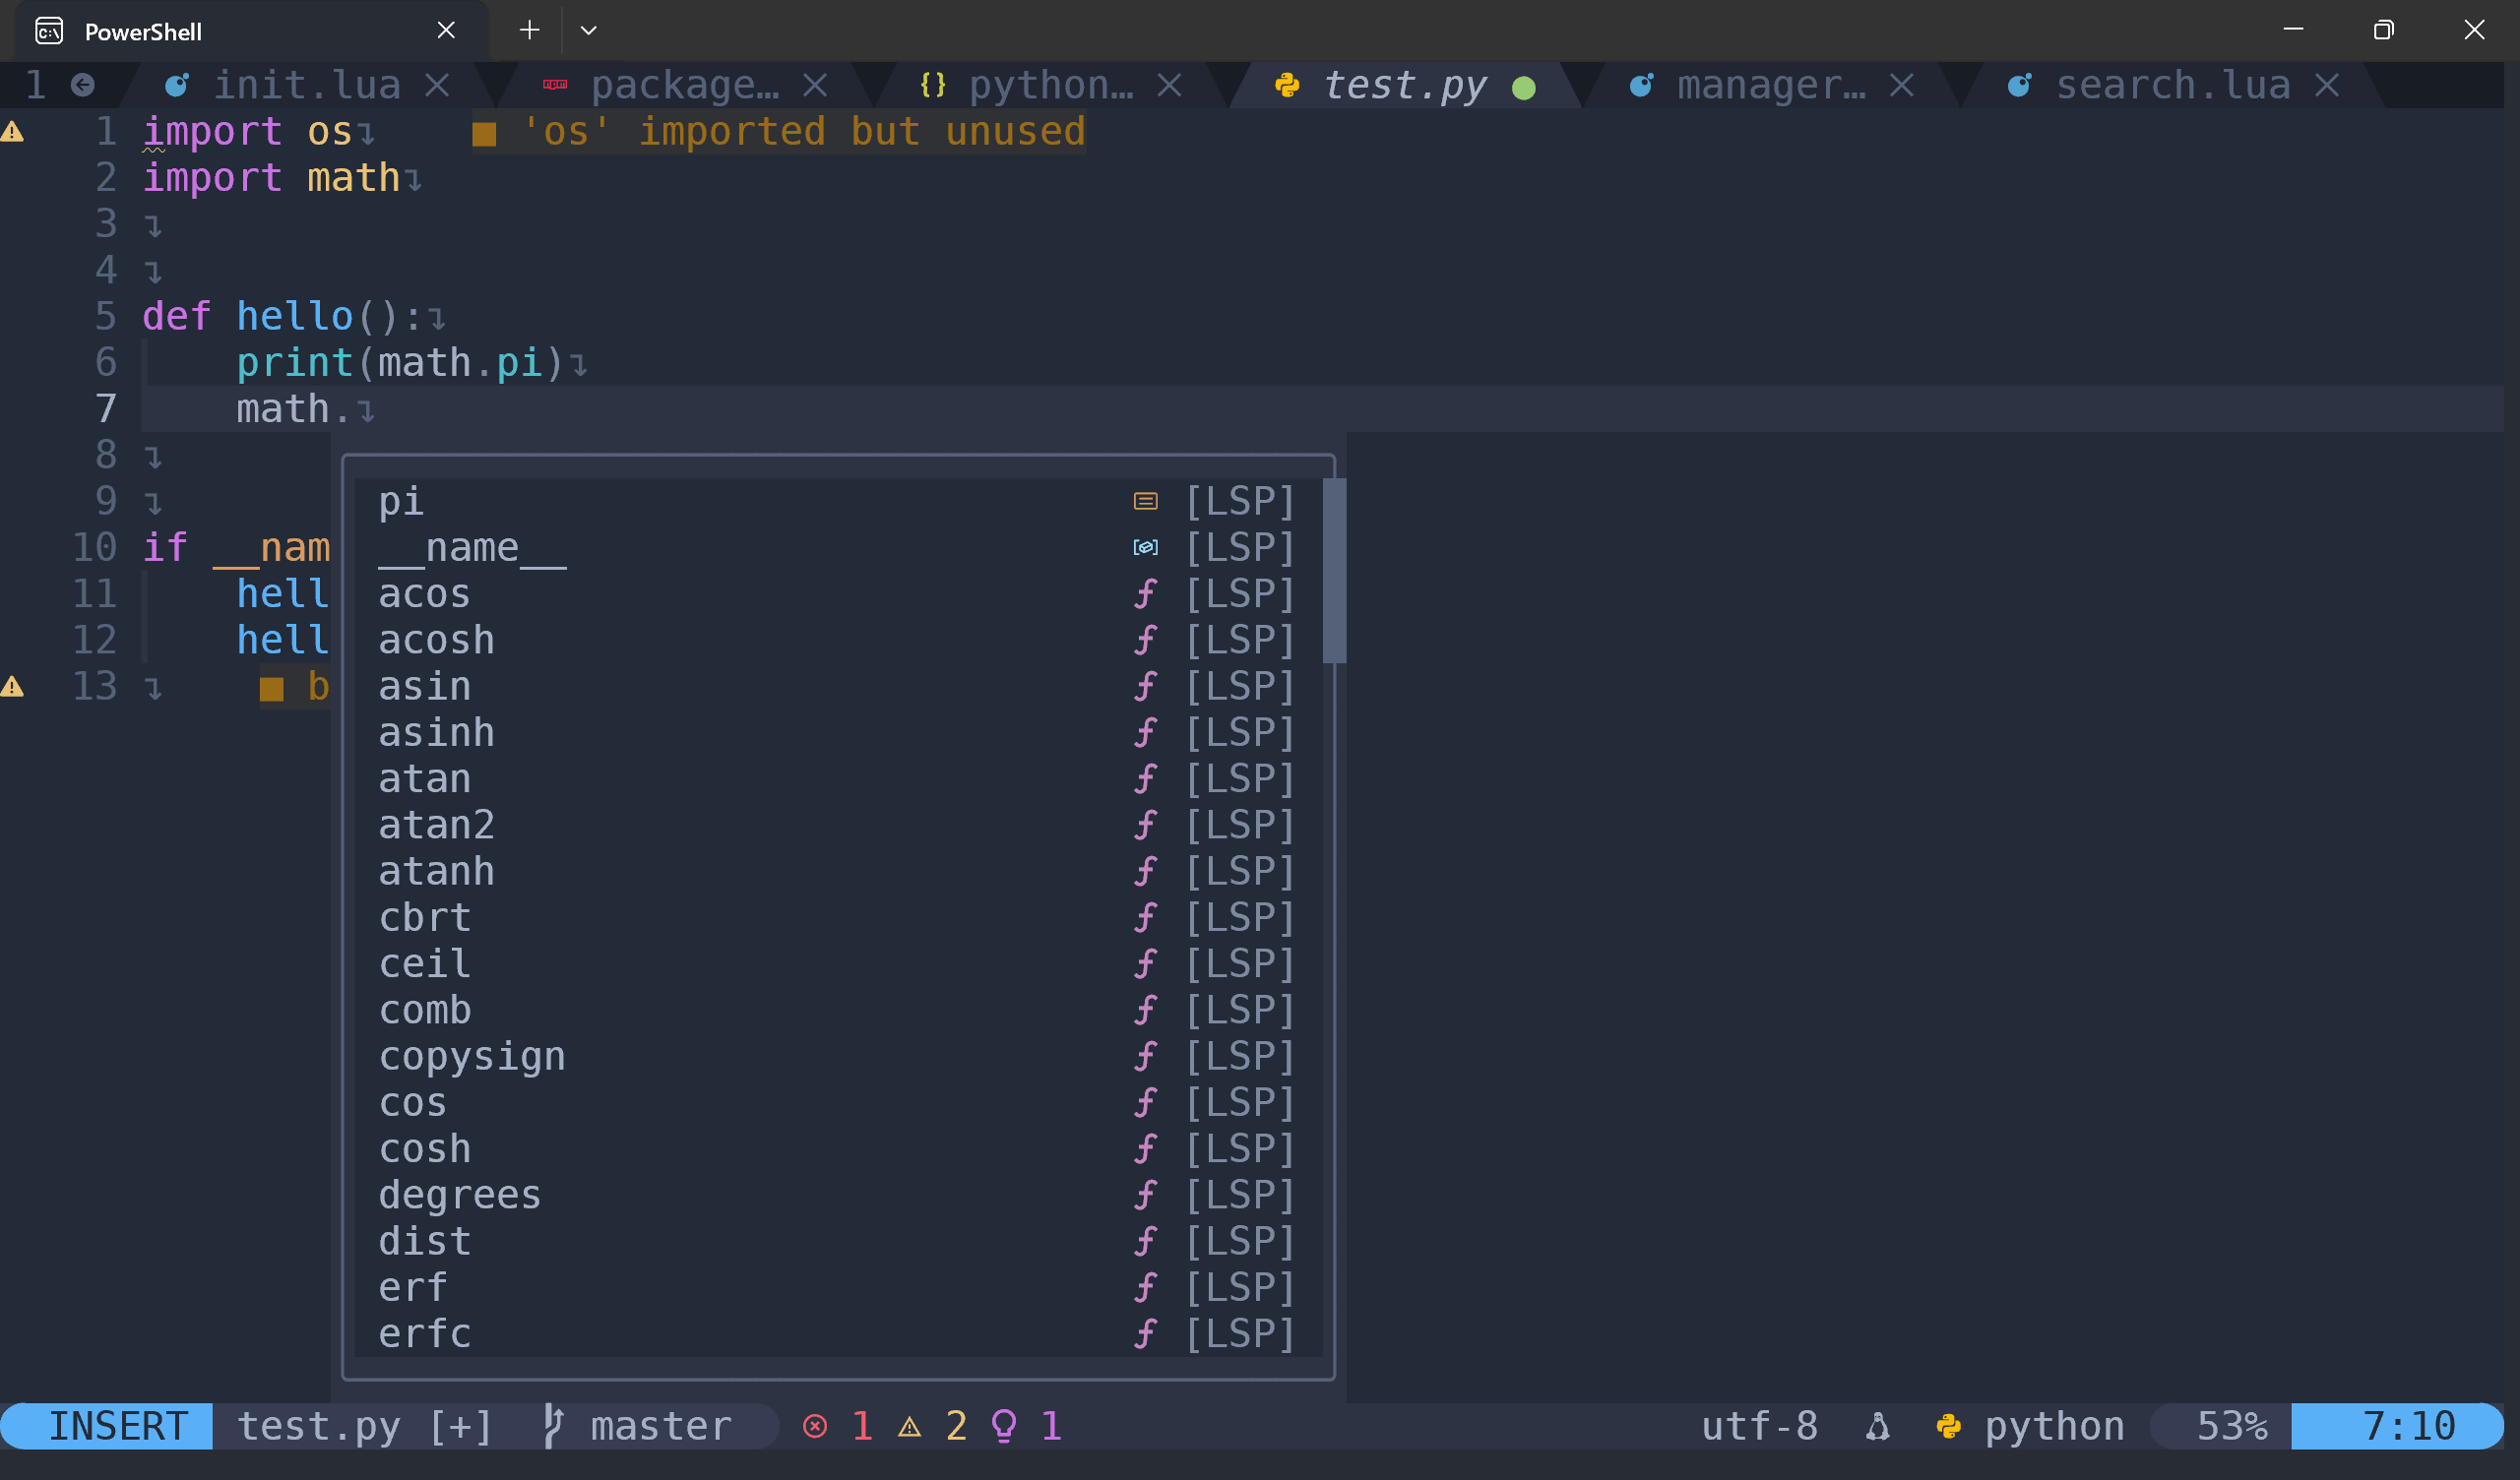 PowerShell
1 init.lua package… python… test.py manager… search.lua
1 import os ■ 'os' imported but unused
2 import math
3
4
5 def hello():
6 print(math.pi)
7 math.
8
9 pi [LSP]
10 if __nam __name__ [LSP]
11 hell acos [LSP]
12 hell acosh [LSP]
13 ■ b asin [LSP]
asinh [LSP]
atan [LSP]
atan2 [LSP]
atanh [LSP]
cbrt [LSP]
ceil [LSP]
comb [LSP]
copysign [LSP]
cos [LSP]
cosh [LSP]
degrees [LSP]
dist [LSP]
erf [LSP]
erfc [LSP]
INSERT test.py [+] master 1 2 1 utf-8 python 53% 7:10